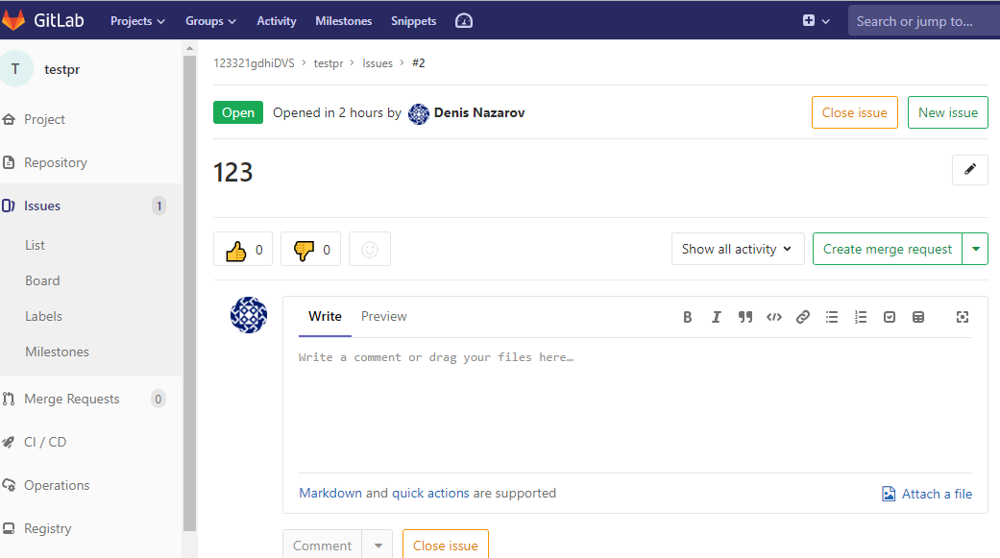 GitLab Projects Groups Activity Milestones Snippets Search or jump to...
T testpr
Project
Repository
Issues 1
List
Board
Labels
Milestones
Merge Requests 0
CI / CD
Operations
Registry
123321gdhiDVS > testpr > Issues > #2
Open Opened in 2 hours by Denis Nazarov Close issue New issue
123
0 0 Show all activity Create merge request
Write Preview
Write a comment or drag your files here…
Markdown and quick actions are supported Attach a file
Comment Close issue